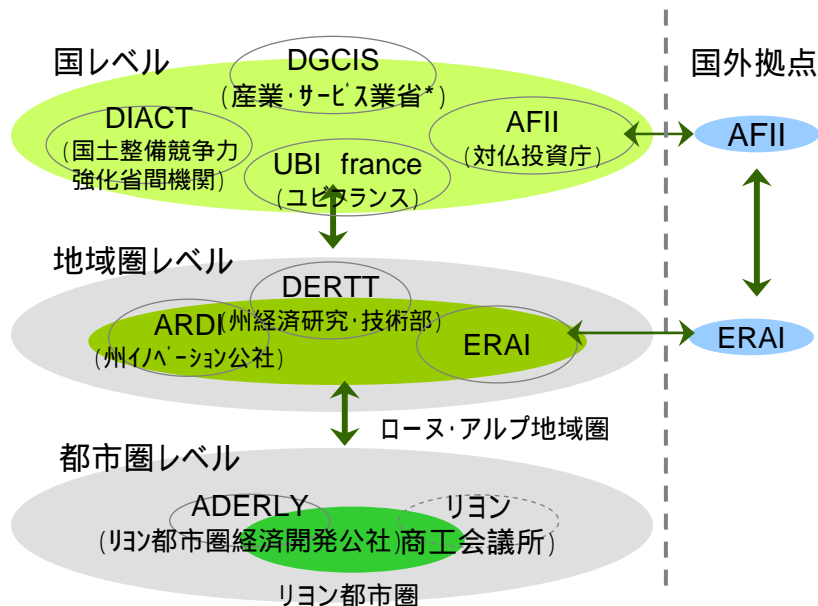 国レベル
DGCIS
(産業・サービス業省*)
DIACT
(国土整備競争力
強化省間機関)
UBI france
(ユビフランス)
AFII
(対仏投資庁)
国外拠点
AFII
地域圏レベル
DERTT
(州経済研究・技術部)
ARDI
(州イノベーション公社)
ERAI
ERAI
ローヌ・アルプ地域圏
都市圏レベル
ADERLY
(リヨン都市圏経済開発公社)
リヨン
商工会議所)
リヨン都市圏